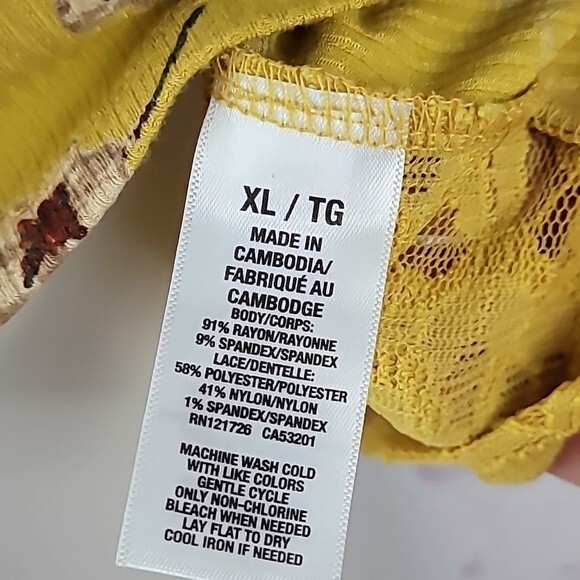 XL / TG
MADE IN
CAMBODIA/
FABRIQUÉ AU
CAMBODGE
BODY/CORPS:
91% RAYON/RAYONNE
9% SPANDEX/SPANDEX
LACE/DENTELLE:
58% POLYESTER/POLYESTER
41% NYLON/NYLON
1% SPANDEX/SPANDEX
RN121726 CA53201
MACHINE WASH COLD
WITH LIKE COLORS
GENTLE CYCLE
ONLY NON-CHLORINE
BLEACH WHEN NEEDED
LAY FLAT TO DRY
COOL IRON IF NEEDED